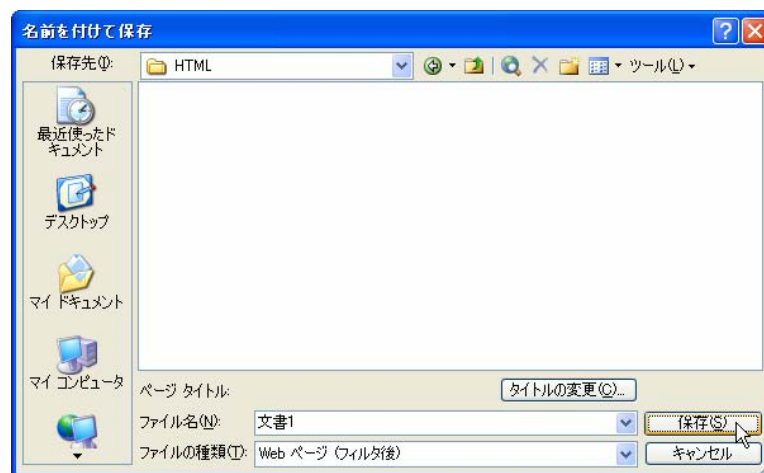 名前を付けて保存
保存先(I):
HTML
ツール(L)
最近使ったド
キュメント
デスクトップ
マイ ドキュメント
マイ コンピュータ
ページ タイトル:
タイトルの変更(C)...
ファイル名(N):
文書1
保存(S)
ファイルの種類(T):
Web ページ (フィルタ後)
キャンセル